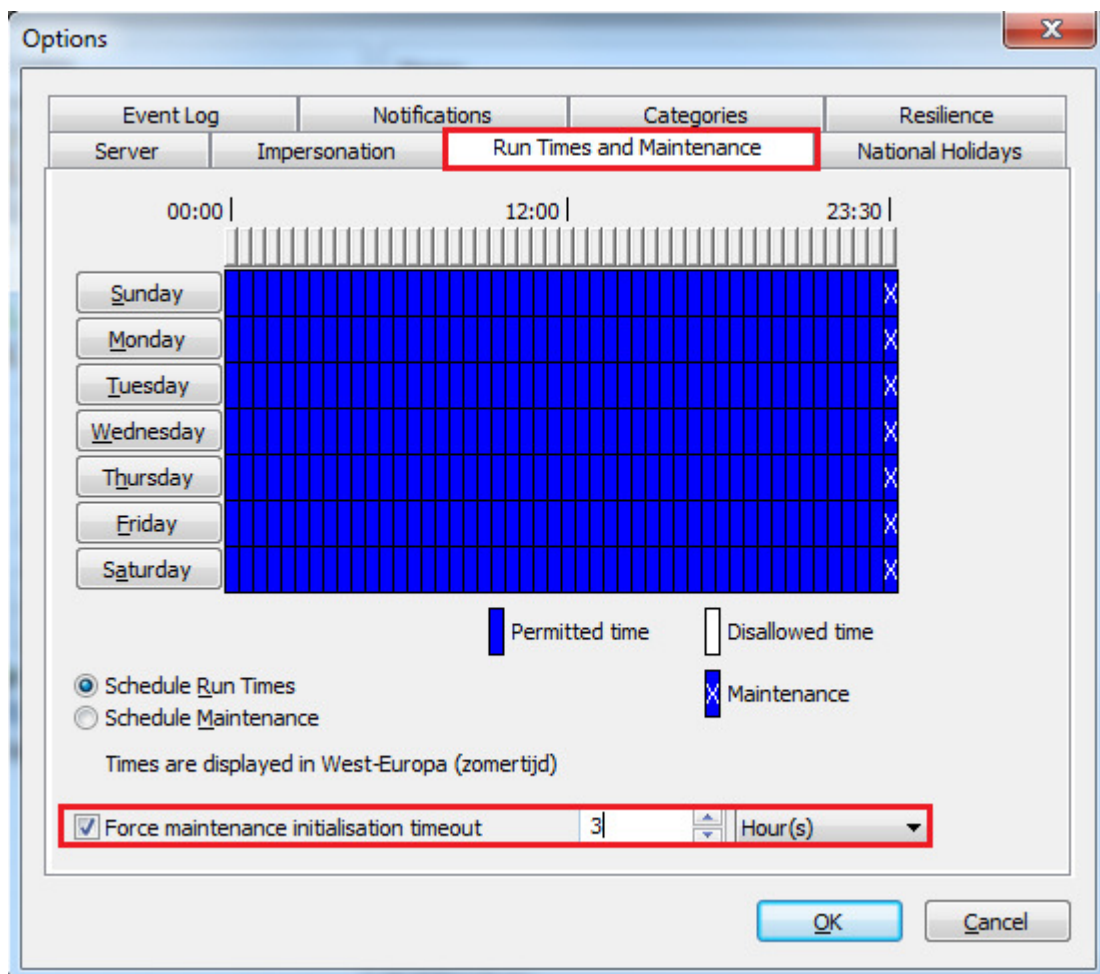 Options
Event Log Notifications Categories Resilience
Server Impersonation Run Times and Maintenance National Holidays
00:00 12:00 23:30
Sunday X
Monday X
Tuesday X
Wednesday X
Thursday X
Friday X
Saturday X
Permitted time Disallowed time
Schedule Run Times X Maintenance
Schedule Maintenance
Times are displayed in West-Europa (zomertijd)
Force maintenance initialisation timeout 3 Hour(s)
OK Cancel